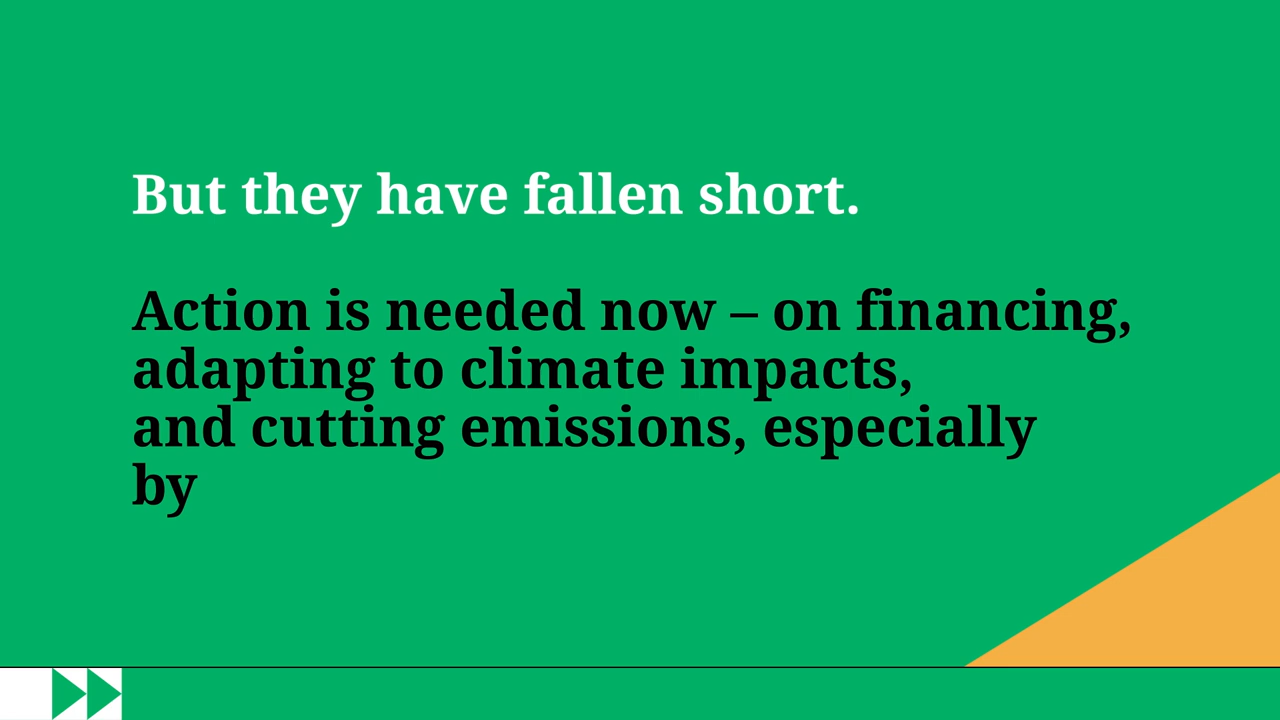 But they have fallen short.
Action is needed now – on financing,
adapting to climate impacts,
and cutting emissions, especially
by